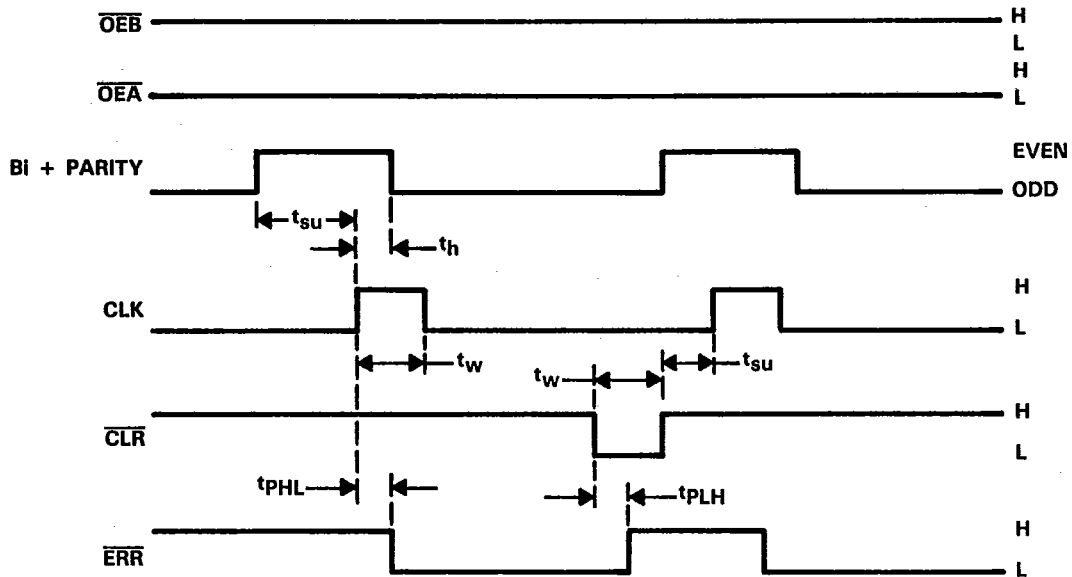 OEB H
L
H
OEA L
Bi + PARITY EVEN
ODD
tsu
th
CLK H
L
tw tw tsu
CLR H
L
tPHL tPLH
ERR H
L